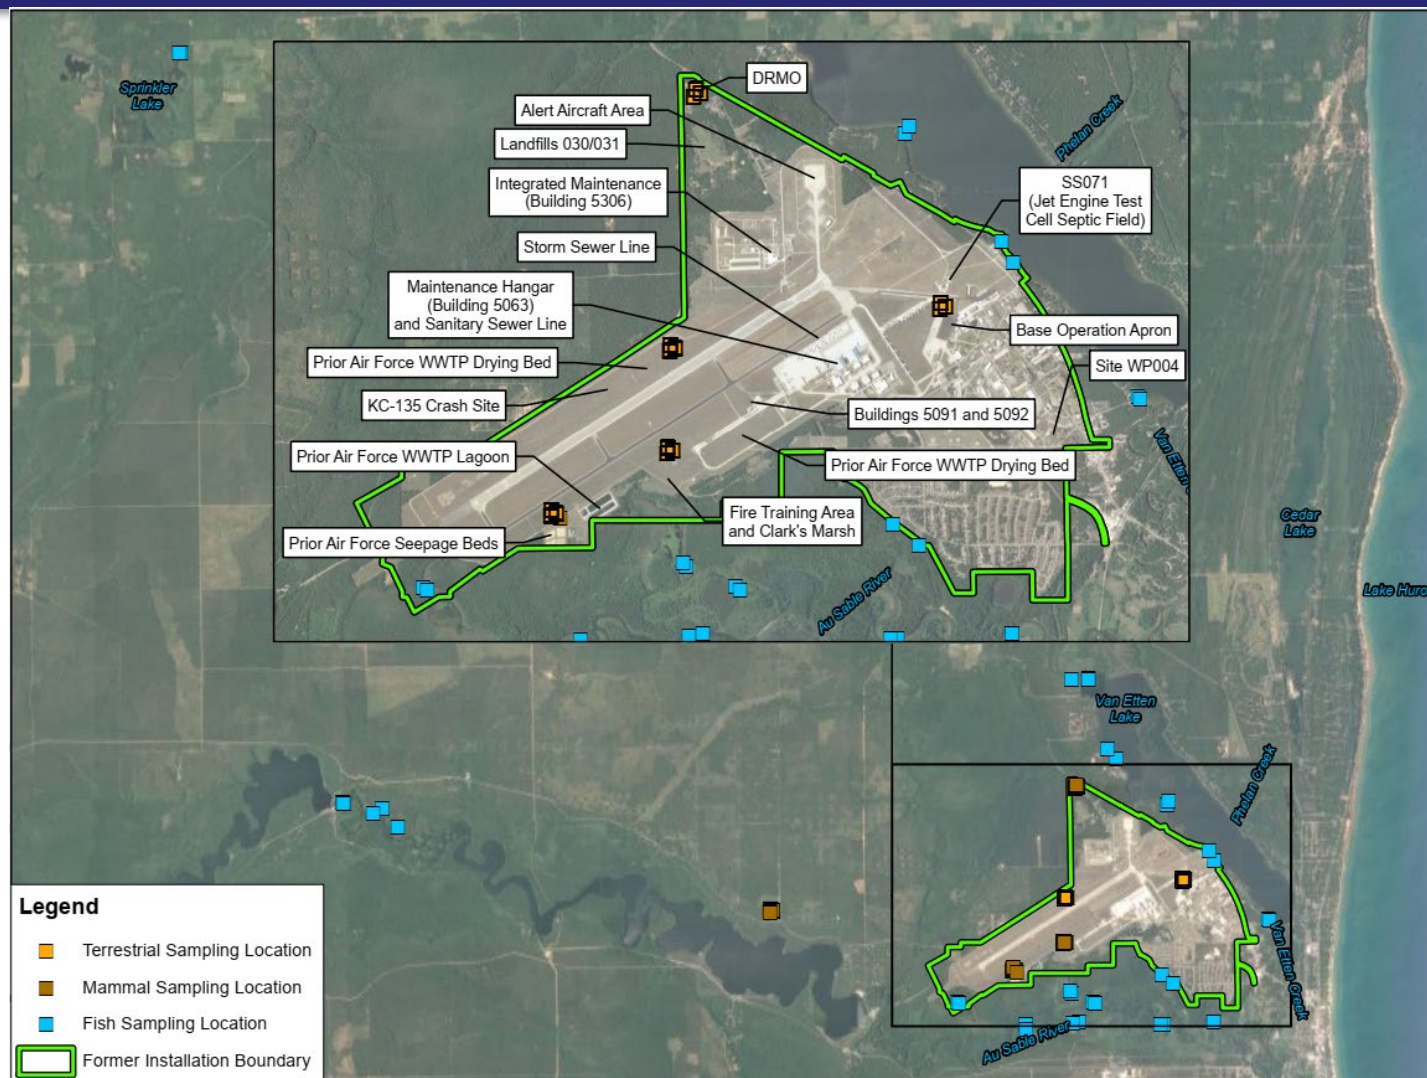 Sprinkler
Lake
DRMO
Alert Aircraft Area
Landfills 030/031
Phelan Creek
Integrated Maintenance
(Building 5306)
SS071
(Jet Engine Test
Cell Septic Field)
Storm Sewer Line
Maintenance Hangar
(Building 5063)
and Sanitary Sewer Line
Base Operation Apron
Prior Air Force WWTP Drying Bed
Site WP004
KC-135 Crash Site
Buildings 5091 and 5092
Prior Air Force WWTP Lagoon
Prior Air Force WWTP Drying Bed
Van Etten
Fire Training Area
and Clark's Marsh
Prior Air Force Seepage Beds
Cedar
Lake
Au Sable River
Lake Huro
Van Etten
Lake
Phelan Creek
Van Etten Creek
Au Sable River
Legend
Terrestrial Sampling Location
Mammal Sampling Location
Fish Sampling Location
Former Installation Boundary